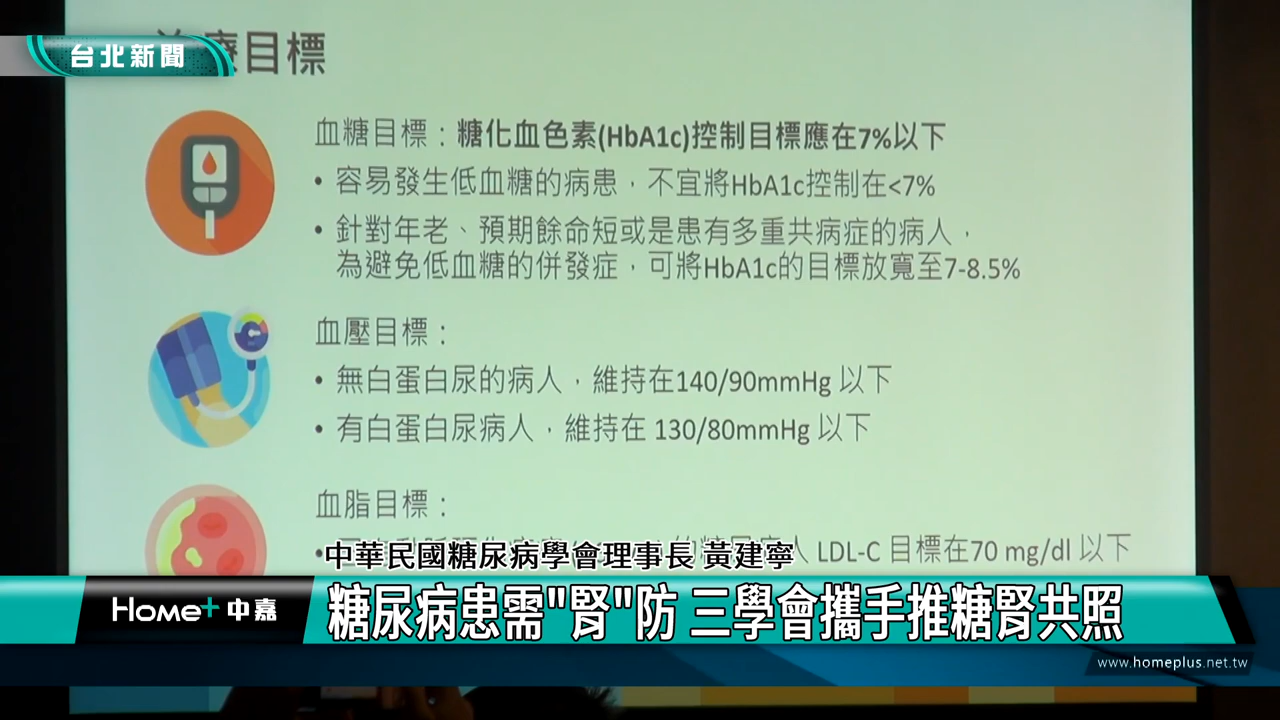 台北新聞
療目標
血糖目標：糖化血色素(HbA1c)控制目標應在7%以下
• 容易發生低血糖的病患，不宜將HbA1c控制在<7%
• 針對年老、預期餘命短或是患有多重共病症的病人，
為避免低血糖的併發症，可將HbA1c的目標放寬至7-8.5%
血壓目標：
• 無白蛋白尿的病人，維持在140/90mmHg 以下
• 有白蛋白尿病人，維持在 130/80mmHg 以下
血脂目標：
LDL-C 目標在70 mg/dl 以下
中華民國糖尿病學會理事長 黃建寧
Home+ 中嘉
糖尿病患需"腎"防 三學會攜手推糖腎共照
www.homeplus.net.tw